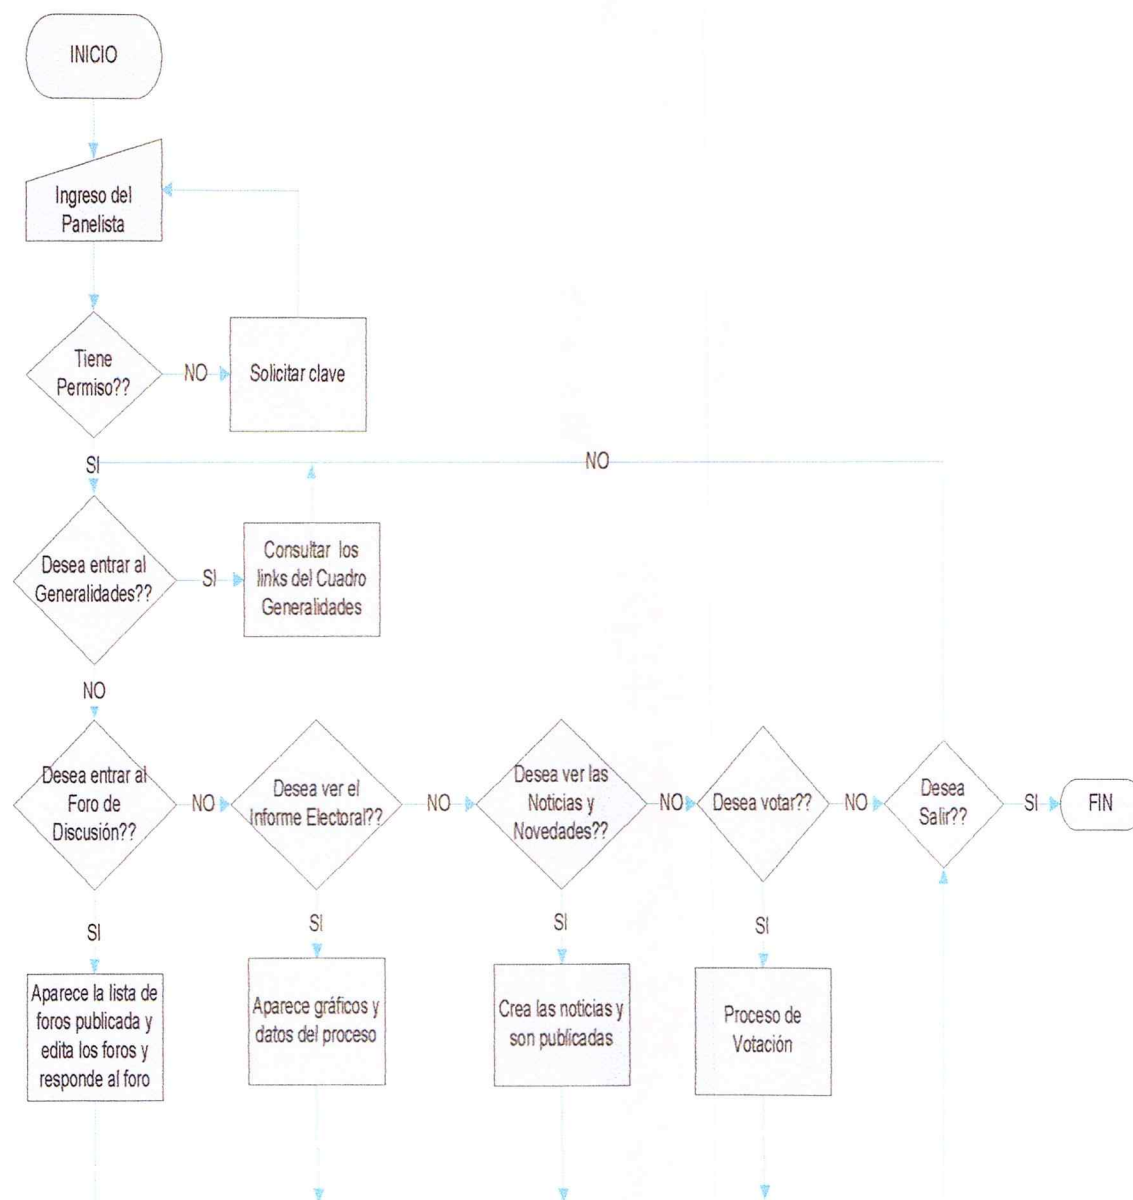 INICIO
Ingreso del
Panelista
Tiene
Permiso??
NO
Solicitar clave
SI
NO
Desea entrar al
Generalidades??
SI
Consultar los
links del Cuadro
Generalidades
NO
Desea entrar al
Foro de
Discusión??
NO
Desea ver el
Informe Electoral??
NO
Desea ver las
Noticias y
Novedades??
NO
Desea votar??
NO
Desea
Salir??
SI
FIN
SI
SI
SI
SI
Aparece la lista de
foros publicada y
edita los foros y
responde al foro
Aparece gráficos y
datos del proceso
Crea las noticias y
son publicadas
Proceso de
Votación